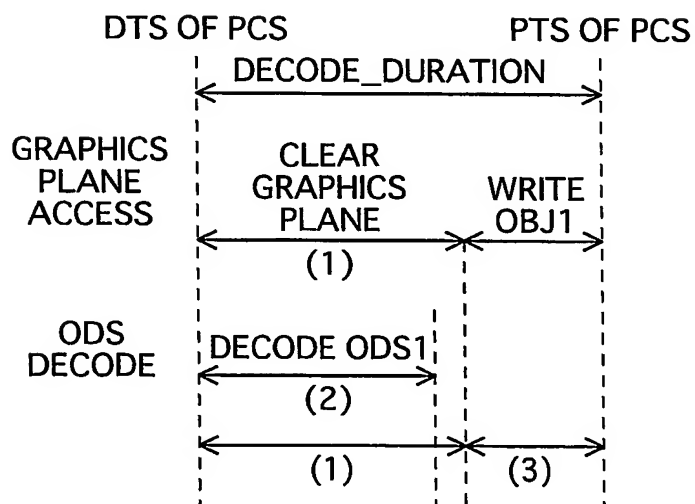 DTS OF PCS
PTS OF PCS
DECODE_DURATION
GRAPHICS
PLANE
ACCESS
CLEAR
GRAPHICS
PLANE
WRITE
OBJ1
(1)
ODS
DECODE
DECODE ODS1
(2)
(1)
(3)